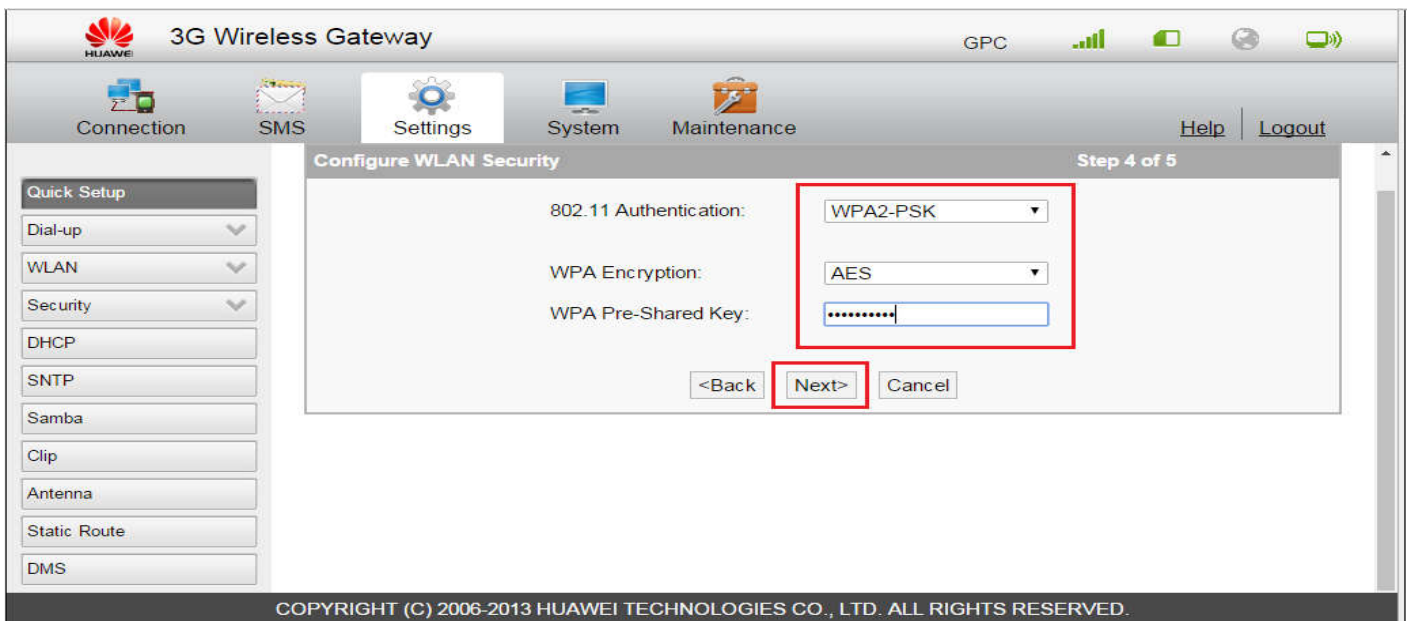 HUAWEI
3G Wireless Gateway
GPC
Connection
SMS
Settings
System
Maintenance
Help
Logout
Configure WLAN Security
Step 4 of 5
Quick Setup
Dial-up
WLAN
Security
DHCP
SNTP
Samba
Clip
Antenna
Static Route
DMS
802.11 Authentication:
WPA2-PSK
WPA Encryption:
AES
WPA Pre-Shared Key:
••••••••••
<Back
Next>
Cancel
COPYRIGHT (C) 2006-2013 HUAWEI TECHNOLOGIES CO., LTD. ALL RIGHTS RESERVED.